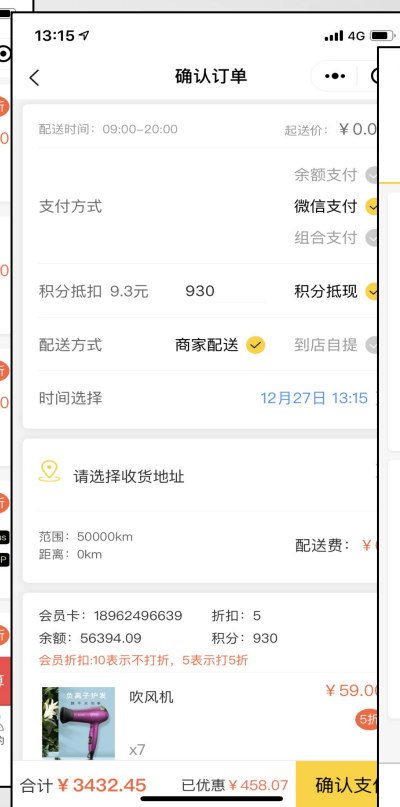 13:15
4G
确认订单
配送时间：09:00-20:00 起送价：￥0.0
余额支付
支付方式 微信支付
组合支付
积分抵扣 9.3元 930 积分抵现
配送方式 商家配送 到店自提
时间选择 12月27日 13:15
请选择收货地址
范围：50000km
距离：0km
配送费：￥
会员卡：18962496639 折扣：5
余额：56394.09 积分：930
会员折扣:10表示不打折，5表示打5折
负离子护发
吹风机 ￥59.0
5折
x7
合计￥3432.45 已优惠￥458.07 确认支付